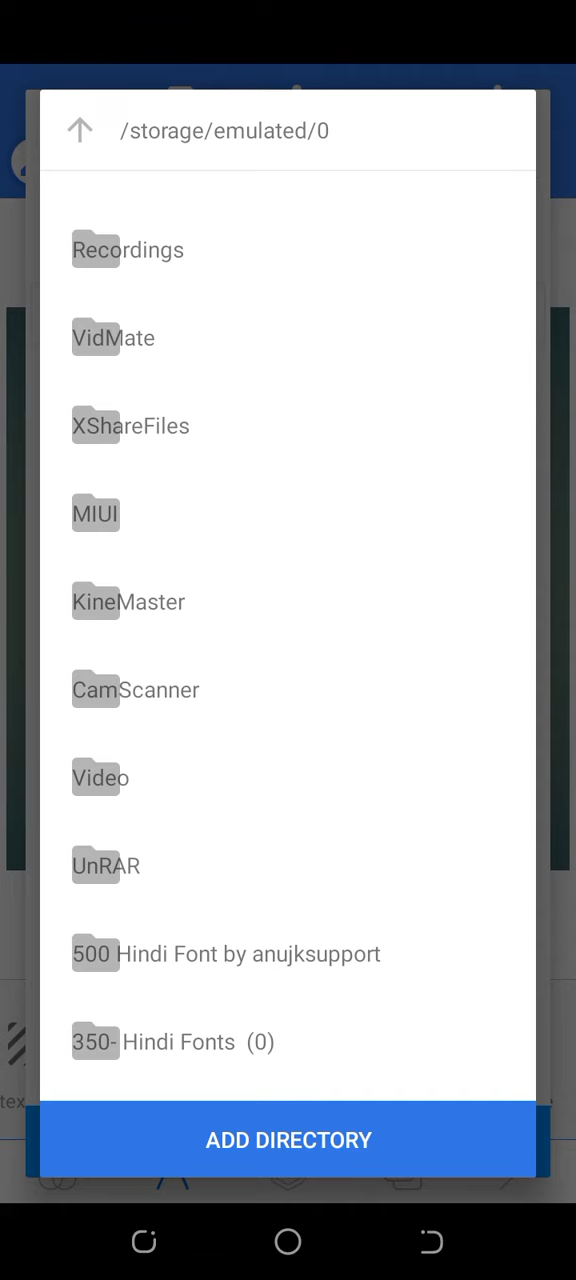 /storage/emulated/0
Recordings
VidMate
XShareFiles
MIUI
KineMaster
CamScanner
Video
UnRAR
500 Hindi Font by anujksupport
350- Hindi Fonts (0)
tex
ADD DIRECTORY